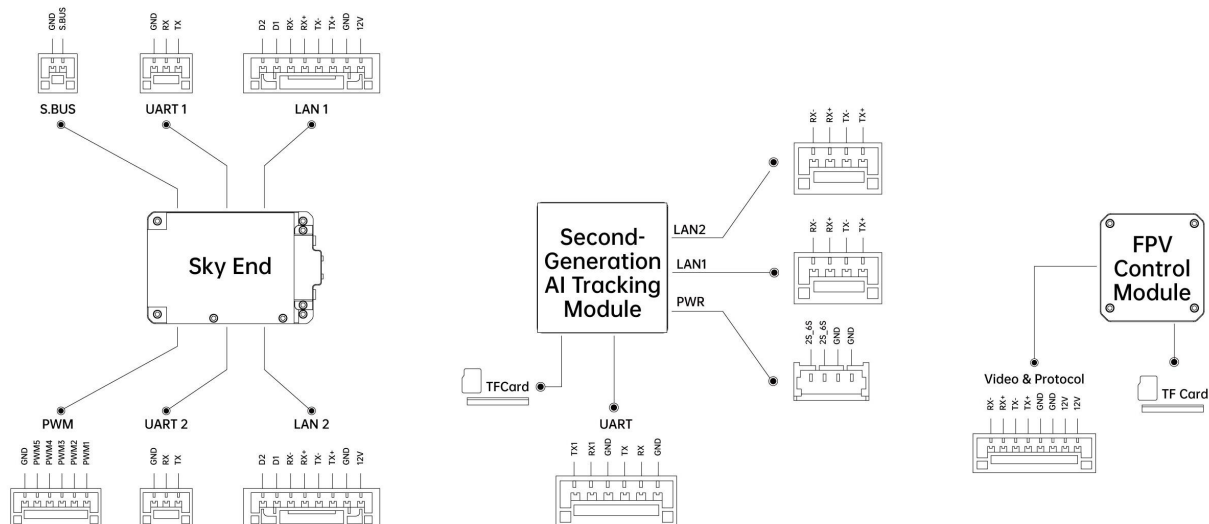 GND
S.BUS
GND
RX
TX
D2
D1
RX-
RX+
TX-
TX+
GND
12V
S.BUS
UART 1
LAN 1
Sky End
PWM
UART 2
LAN 2
GND
PWM5
PWM4
PWM3
PWM2
PWM1
GND
RX
TX
D2
D1
RX-
RX+
TX-
TX+
GND
12V
RX-
RX+
TX-
TX+
Second-
Generation
AI Tracking
Module
LAN2
LAN1
PWR
RX-
RX+
TX-
TX+
2S_6S
2S_6S
GND
GND
TFCard
UART
TX1
RX1
GND
TX
RX
GND
FPV
Control
Module
Video & Protocol
RX-
RX+
TX-
TX+
GND
GND
12V
12V
TF Card